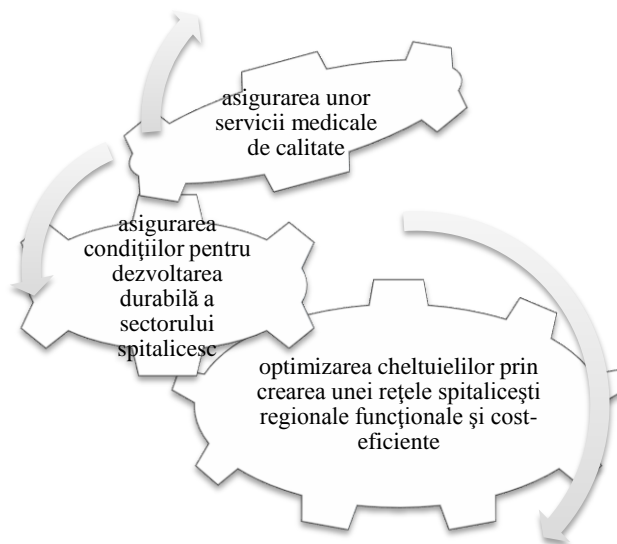 asigurarea unor
servicii medicale
de calitate
asigurarea
condiţiilor pentru
dezvoltarea
durabilă a
sectorului
spitalicesc
optimizarea cheltuielilor prin
crearea unei reţele spitaliceşti
regionale funcţionale şi cost-
eficiente